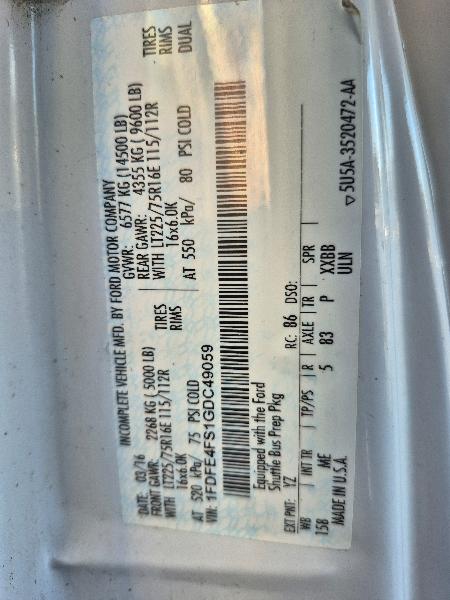 INCOMPLETE VEHICLE MFD. BY FORD MOTOR COMPANY
DATE: 03/16 GVWR: 6577 KG (14500 LB)
FRONT GAWR: 2268 KG (5000 LB) REAR GAWR: 4355 KG (9600 LB)
WITH LT225/75R16E 115/112R TIRES WITH LT225/75R16E 115/112R TIRES
16x6.0K RIMS 16x6.0K RIMS
AT 520 kPa/ 75 PSI COLD AT 550 kPa/ 80 PSI COLD DUAL
VIN: 1FDFE4FS1GDC49059
Equipped with the Ford
Shuttle Bus Prep Pkg
EXT PNT: YZ RC: 86 DSO:
WB INT TR TP/PS R AXLE TR SPR
158 ME 5 83 P XXBB
MADE IN U.S.A. ULN
▽5U5A-3520472-AA